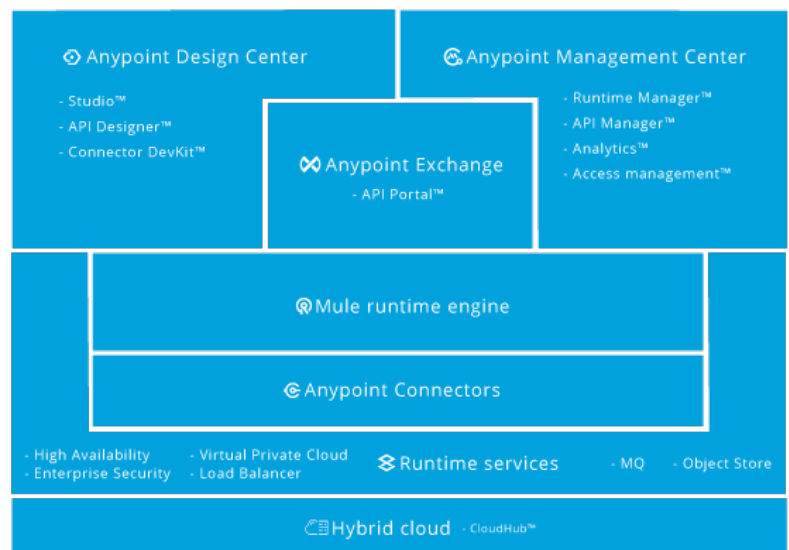 Anypoint Design Center
- Studio™
- API Designer™
- Connector DevKit™
Anypoint Management Center
- Runtime Manager™
- API Manager™
- Analytics™
- Access management™
Anypoint Exchange
- API Portal™
Mule runtime engine
Anypoint Connectors
- High Availability
- Enterprise Security
- Virtual Private Cloud
- Load Balancer
Runtime services
- MQ
- Object Store
Hybrid cloud - CloudHub™